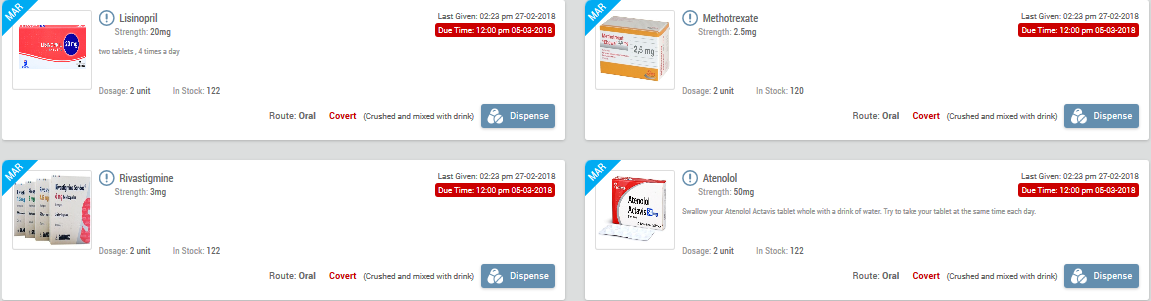 MAR
Lisinopril
Last Given: 02:23 pm 27-02-2018
Strength: 20mg
Due Time: 12:00 pm 05-03-2018
20mg
two tablets , 4 times a day
Dosage: 2 unit In Stock: 122
Route: Oral Covert (Crushed and mixed with drink) Dispense
MAR
Methotrexate
Last Given: 02:23 pm 27-02-2018
Strength: 2.5mg
Due Time: 12:00 pm 05-03-2018
2,5 mg
Dosage: 2 unit In Stock: 120
Route: Oral Covert (Crushed and mixed with drink) Dispense
MAR
Rivastigmine
Last Given: 02:23 pm 27-02-2018
Strength: 3mg
Due Time: 12:00 pm 05-03-2018
Dosage: 2 unit In Stock: 122
Route: Oral Covert (Crushed and mixed with drink) Dispense
MAR
Atenolol
Last Given: 02:23 pm 27-02-2018
Strength: 50mg
Due Time: 12:00 pm 05-03-2018
Atenolol
Actavis
Swallow your Atenolol Actavis tablet whole with a drink of water. Try to take your tablet at the same time each day.
Dosage: 2 unit In Stock: 122
Route: Oral Covert (Crushed and mixed with drink) Dispense